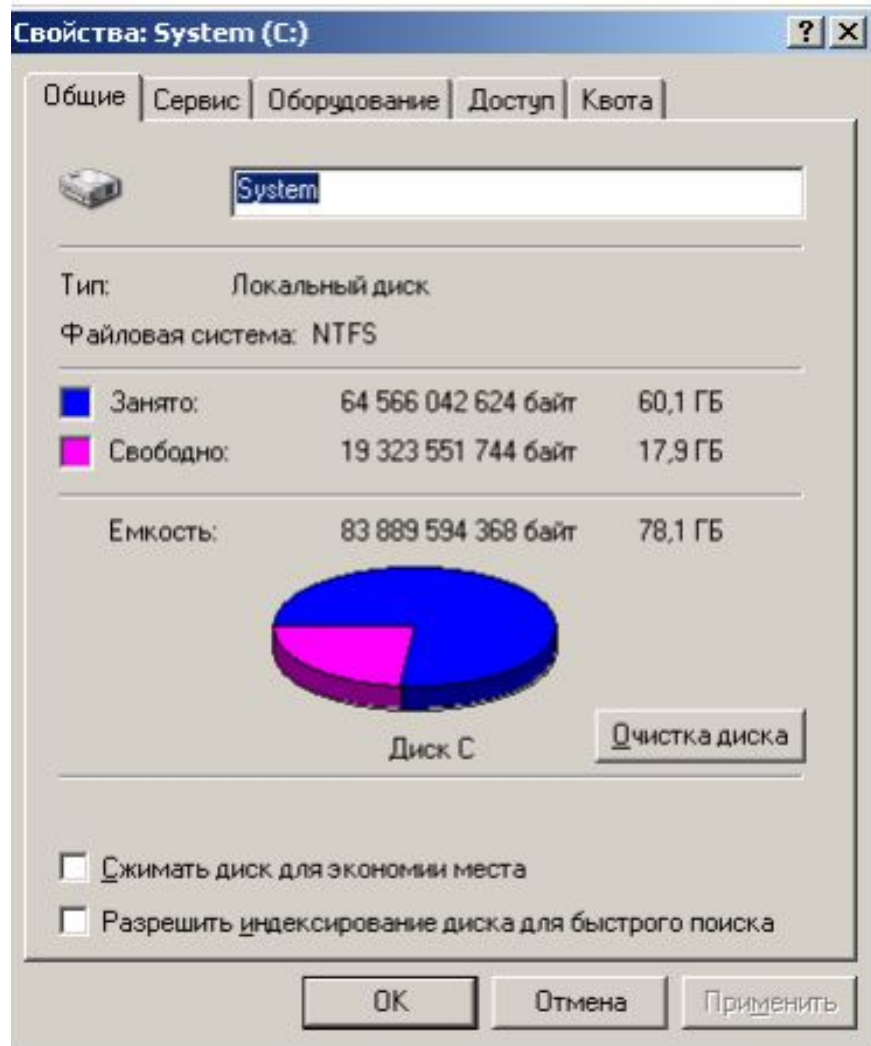 Свойства: System (C:)
Общие Сервис Оборудование Доступ Квота
System
Тип: Локальный диск
Файловая система: NTFS
Занято: 64 566 042 624 байт 60,1 ГБ
Свободно: 19 323 551 744 байт 17,9 ГБ
Емкость: 83 889 594 368 байт 78,1 ГБ
Диск C
Очистка диска
Сжимать диск для экономии места
Разрешить индексирование диска для быстрого поиска
OK Отмена Применить